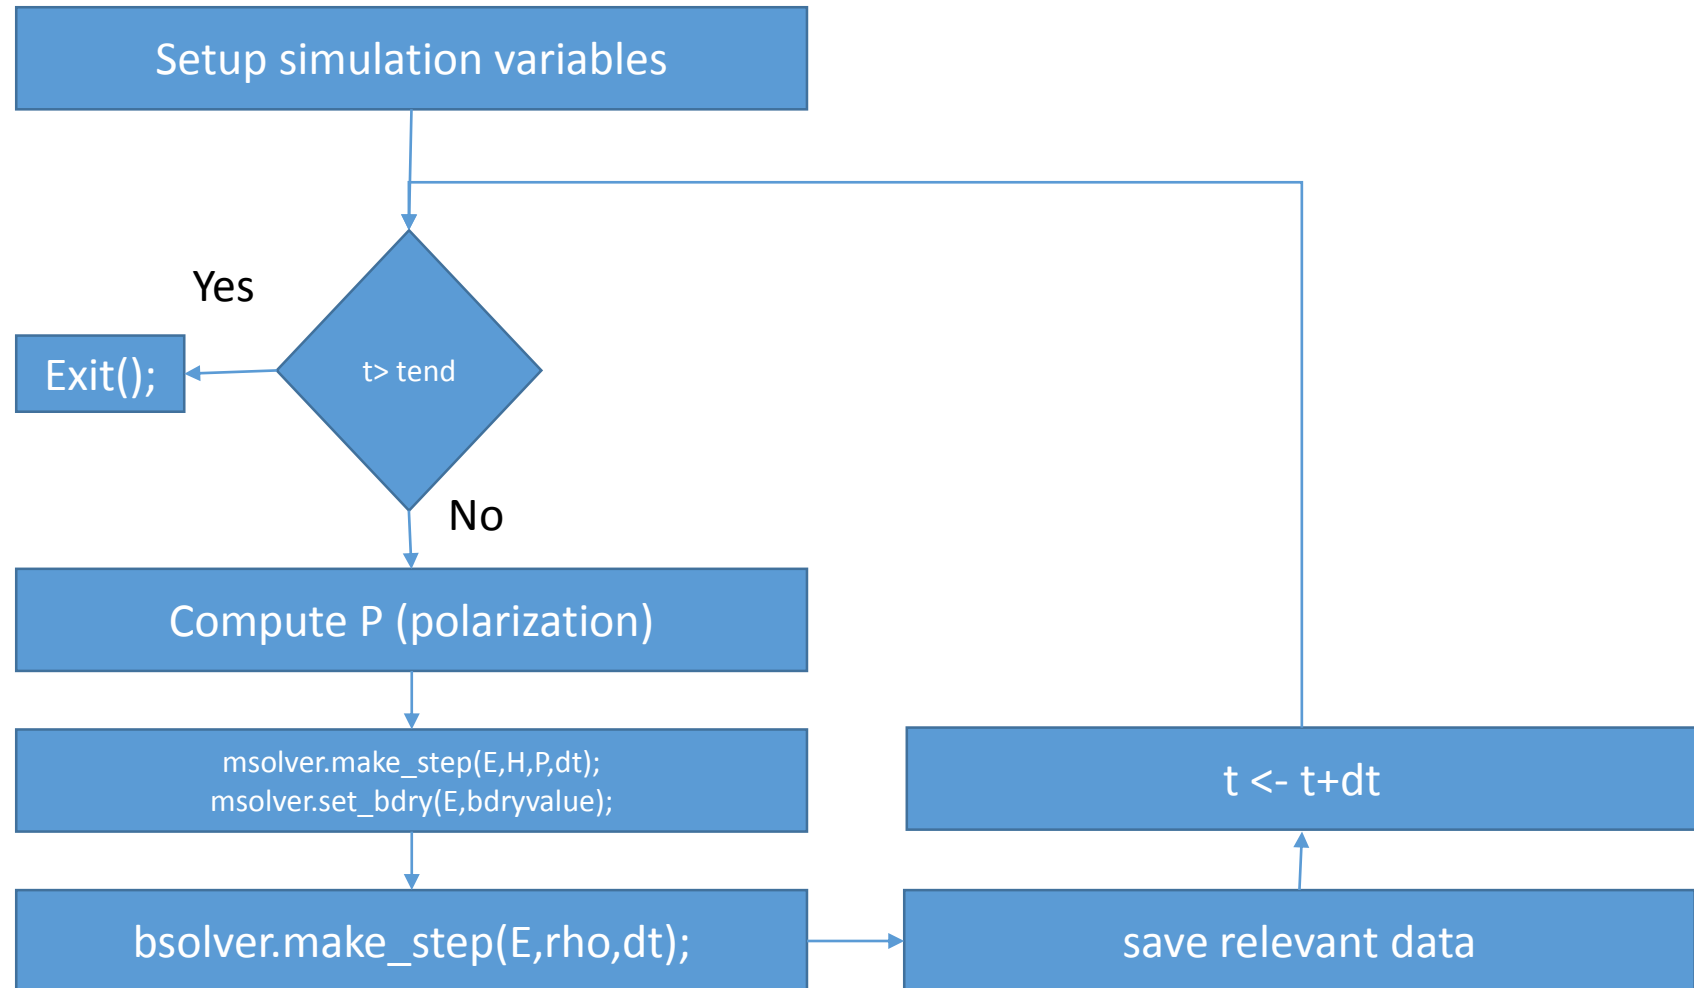 Setup simulation variables
Yes
Exit();
t> tend
No
Compute P (polarization)
msolver.make_step(E,H,P,dt);
msolver.set_bdry(E,bdryvalue);
t <- t+dt
bsolver.make_step(E,rho,dt);
save relevant data